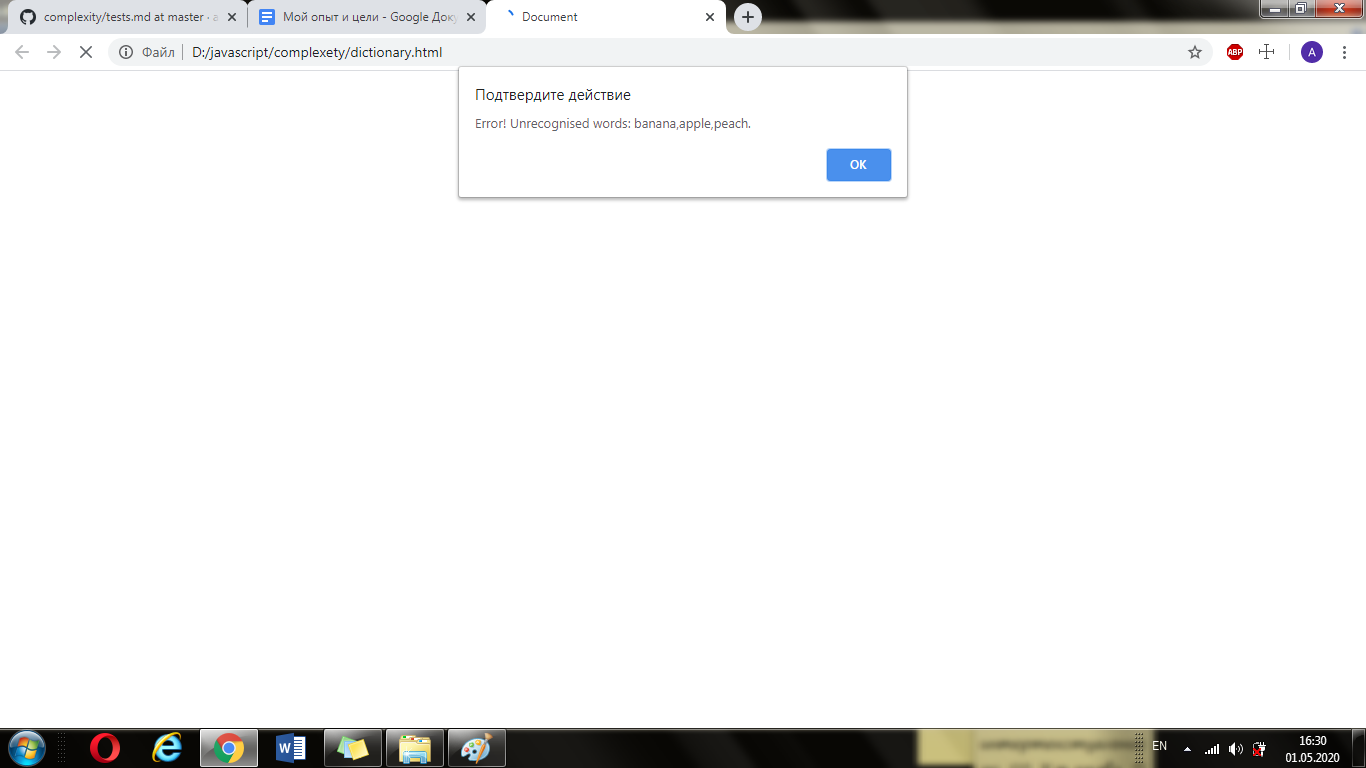 complexity/tests.md at master · a
Мой опыт и цели - Google Доку
Document
Файл
D:/javascript/complexety/dictionary.html
ABP
A
Подтвердите действие
Error! Unrecognised words: banana,apple,peach.
OK
EN
16:30
01.05.2020